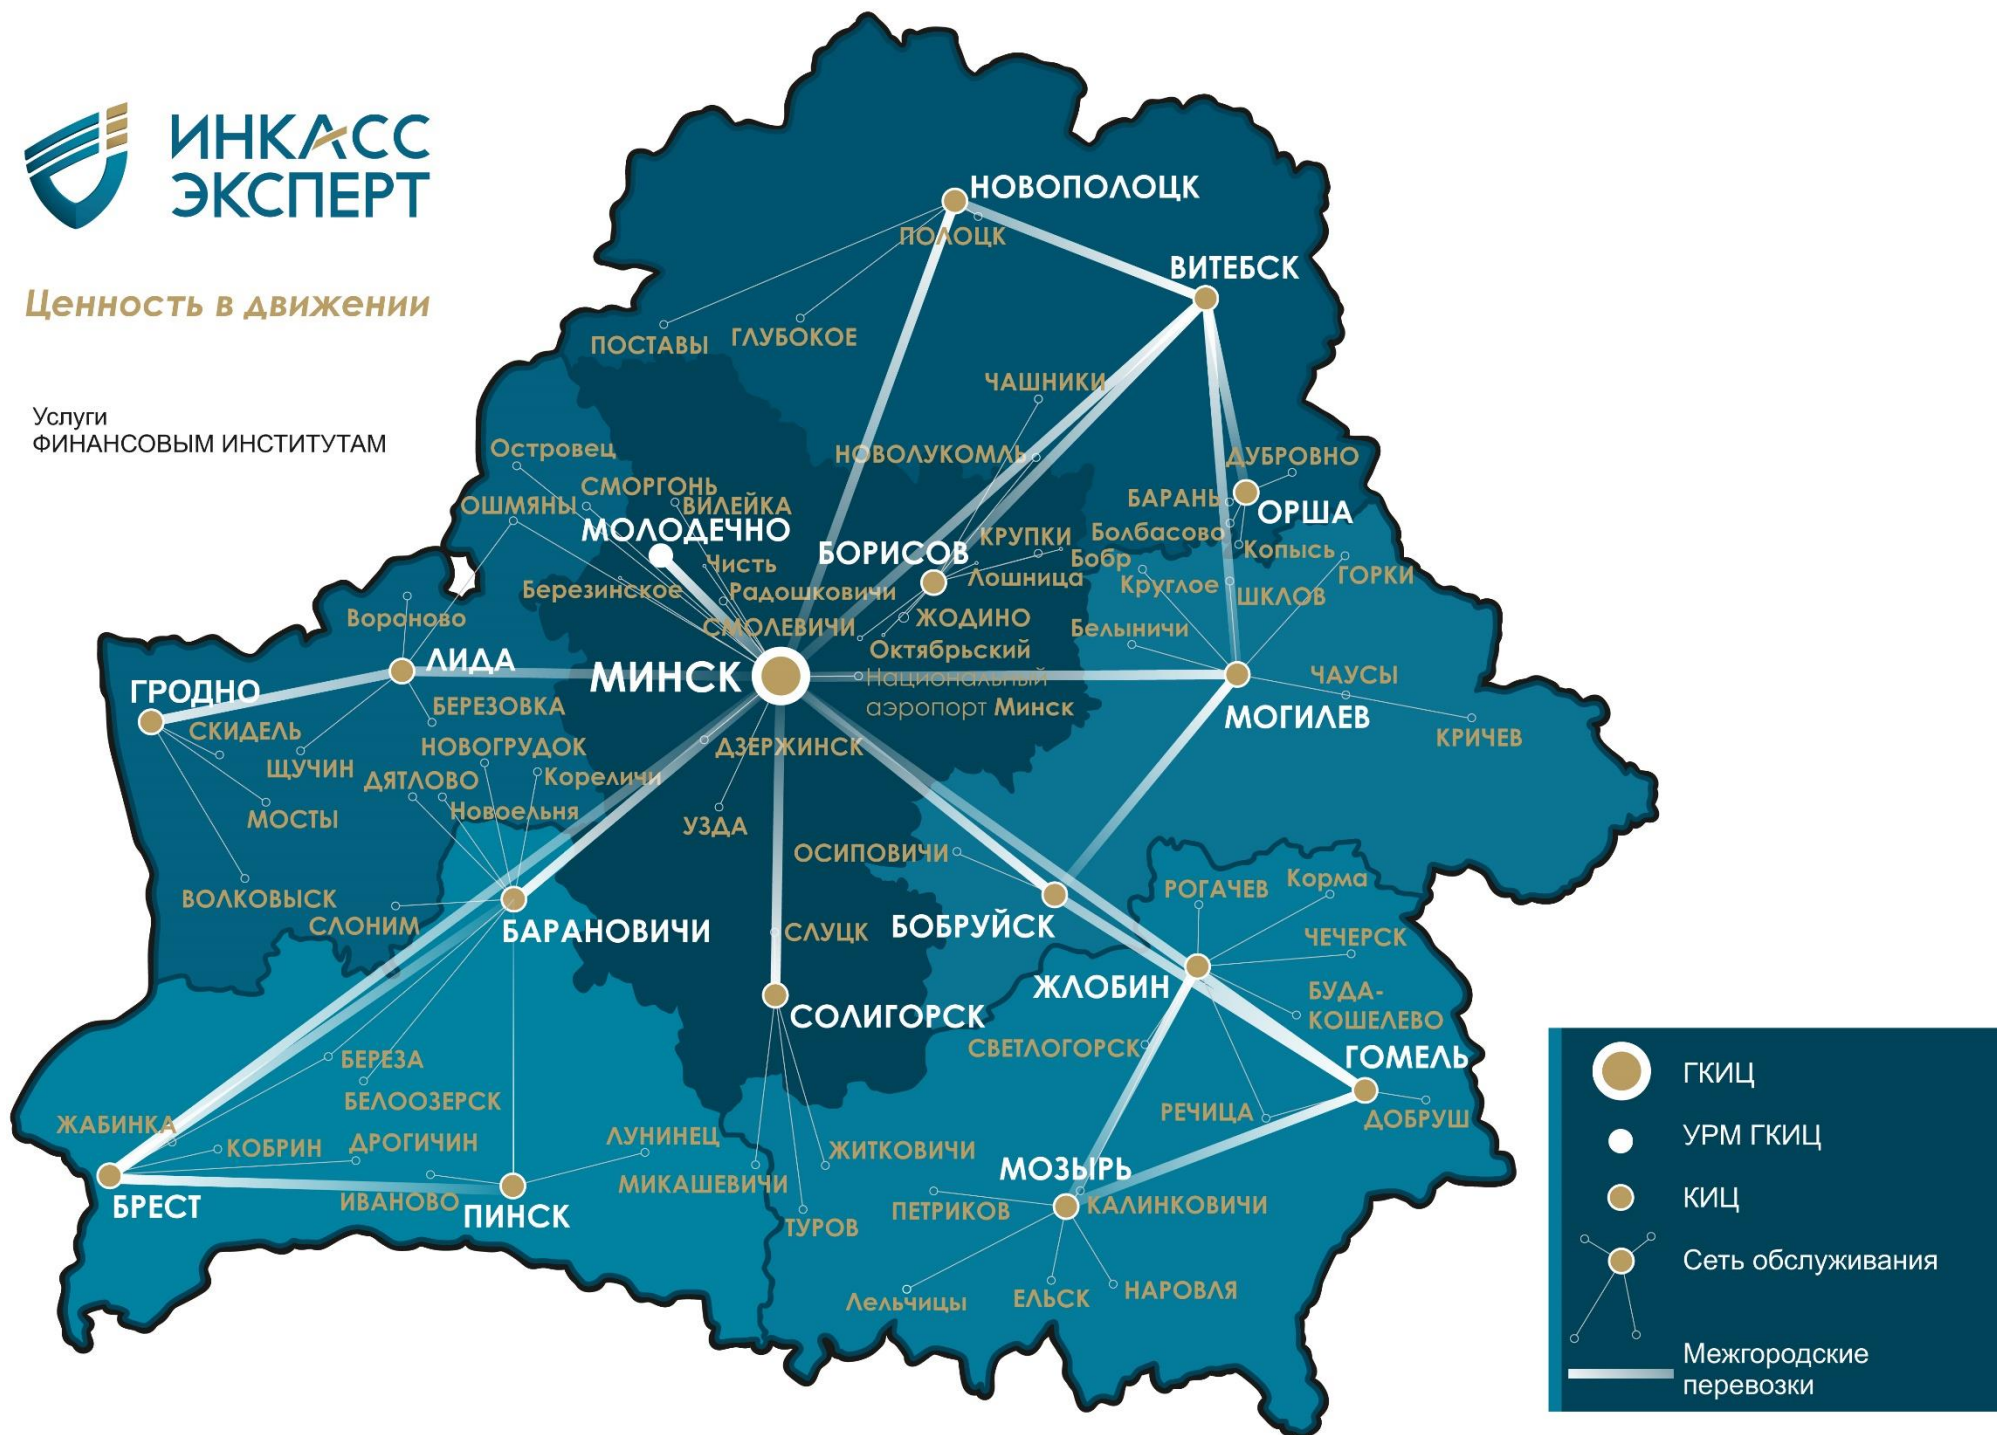 ИНКАСС
ЭКСПЕРТ
Ценность в движении
Услуги
ФИНАНСОВЫМ ИНСТИТУТАМ
НОВОПОЛОЦК
ПОЛОЦК
ВИТЕБСК
ПОСТАВЫ
ГЛУБОКОЕ
ЧАШНИКИ
НОВОЛУКОМЛЬ
Островец
СМОРГОНЬ
ОШМЯНЫ
ВИЛЕЙКА
МОЛОДЕЧНО
ДУБРОВНО
БАРАНЬ
ОРША
Болбасово
Копысь
БОРИСОВ
КРУПКИ
Бобр
Лошница
Чисть
Березинское
Радошковичи
СМОЛЕВИЧИ
ЖОДИНО
Октябрьский
Круглое
ШКЛОВ
ГОРКИ
Белыничи
Вороново
ЛИДА
МИНСК
Национальный
аэропорт Минск
ЧАУСЫ
МОГИЛЕВ
КРИЧЕВ
ГРОДНО
СКИДЕЛЬ
БЕРЕЗОВКА
ЩУЧИН
НОВОГРУДОК
ДЗЕРЖИНСК
ДЯТЛОВО
Кореличи
Новоельня
МОСТЫ
УЗДА
ОСИПОВИЧИ
ВОЛКОВЫСК
СЛОНИМ
БАРАНОВИЧИ
СЛУЦК
БОБРУЙСК
РОГАЧЕВ
Корма
ЧЕЧЕРСК
ЖЛОБИН
БУДА-
КОШЕЛЕВО
СОЛИГОРСК
СВЕТЛОГОРСК
ГОМЕЛЬ
БЕРЕЗА
БЕЛООЗЕРСК
РЕЧИЦА
ДОБРУШ
ЖАБИНКА
КОБРИН
ДРОГИЧИН
ЛУНИНЕЦ
ЖИТКОВИЧИ
МИКАШЕВИЧИ
МОЗЫРЬ
БРЕСТ
ИВАНОВО
ПИНСК
ТУРОВ
ПЕТРИКОВ
КАЛИНКОВИЧИ
Лельчицы
ЕЛЬСК
НАРОВЛЯ
ГКИЦ
УРМ ГКИЦ
КИЦ
Сеть обслуживания
Межгородские
перевозки